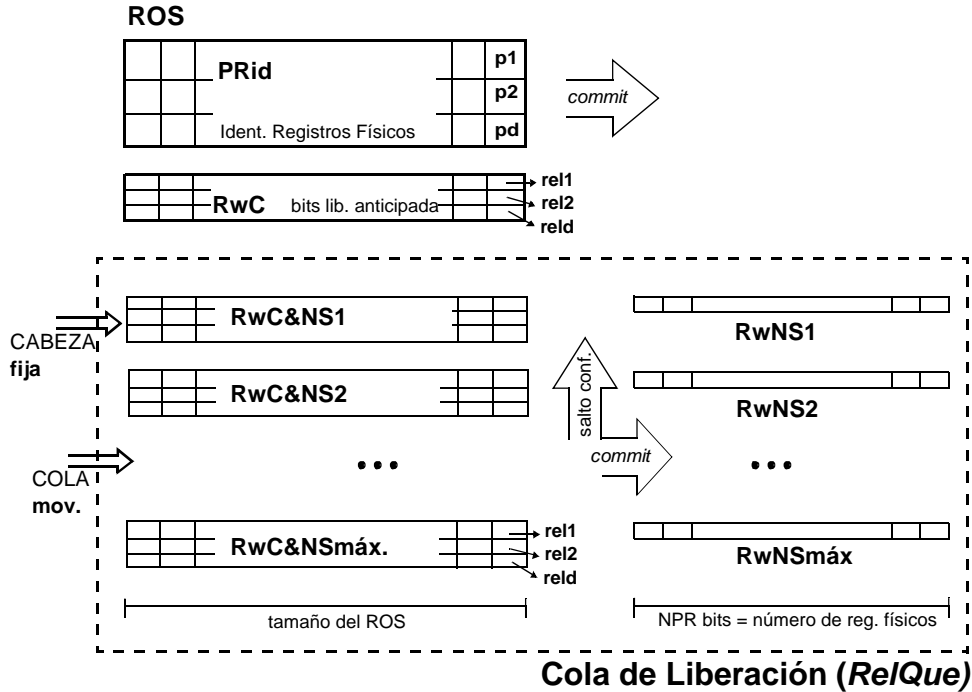 ROS
PRid
p1
p2
pd
Ident. Registros Físicos
commit
RwC
bits lib. anticipada
rel1
rel2
reld
CABEZA
fija
RwC&NS1
RwNS1
RwC&NS2
RwNS2
salto conf.
commit
COLA
mov.
...
...
RwC&NSmáx.
rel1
rel2
reld
RwNSmáx
tamaño del ROS
NPR bits = número de reg. físicos
Cola de Liberación (RelQue)